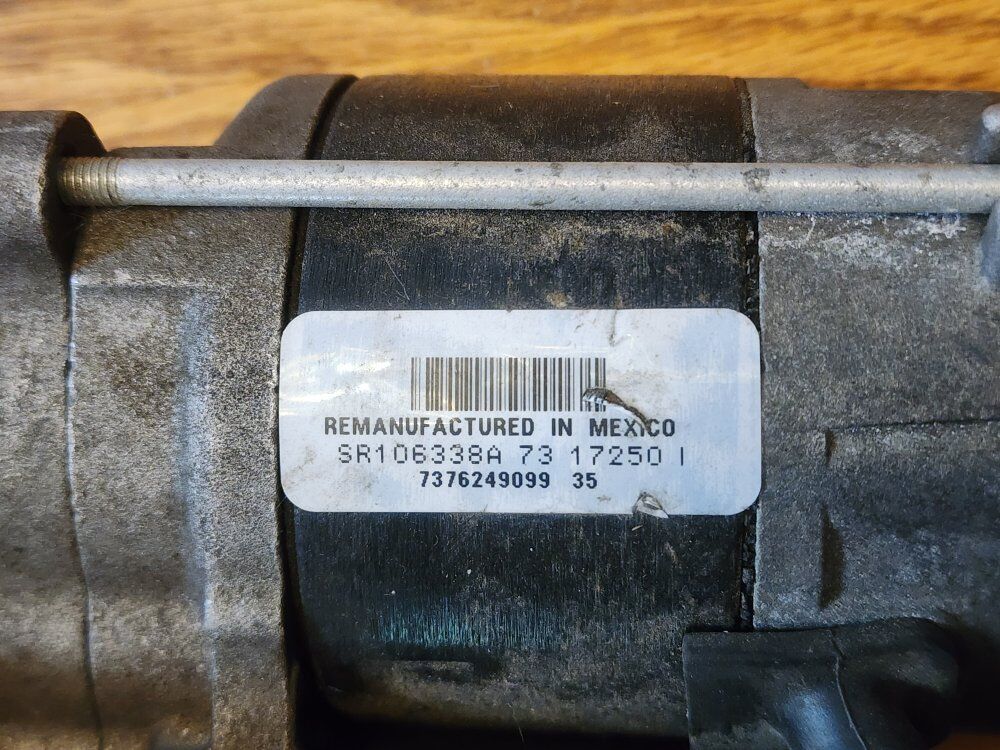 REMANUFACTURED IN MEXICO
SR106338A 73 17250 I
7376249099 35